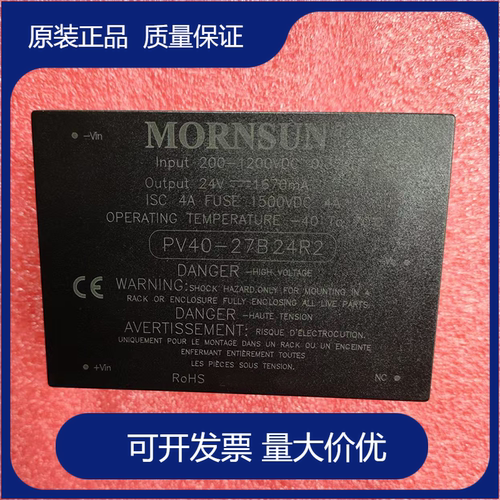 原装正品 质量保证
-Vin
MORNSUN
Input 200-1200VDC
Output 24V⎓1670mA
ISC 4A FUSE 1500VDC 4A
OPERATING TEMPERATURE -40 To
PV40-27B24R2
DANGER -HIGH VOLTAGE
WARNING: SHOCK HAZARD,ONLY FOR MOUNTING IN A
RACK OR ENCLOSURE FULLY ENCLOSING ALL LIVE PARTS.
DANGER -HAUTE TENSION
AVERTISSEMENT: RISQUE D'ELECTROCUTION.
UNIQUEMENT POUR LE MONTAGE DANS UN RACK OU UN ENCEINTE
ENFERMANT ENTIÈREMENT TOUTES
LES PIÈCES SOUS TENSION.
CE
+Vin
RoHS
NC
可开发票 量大价优